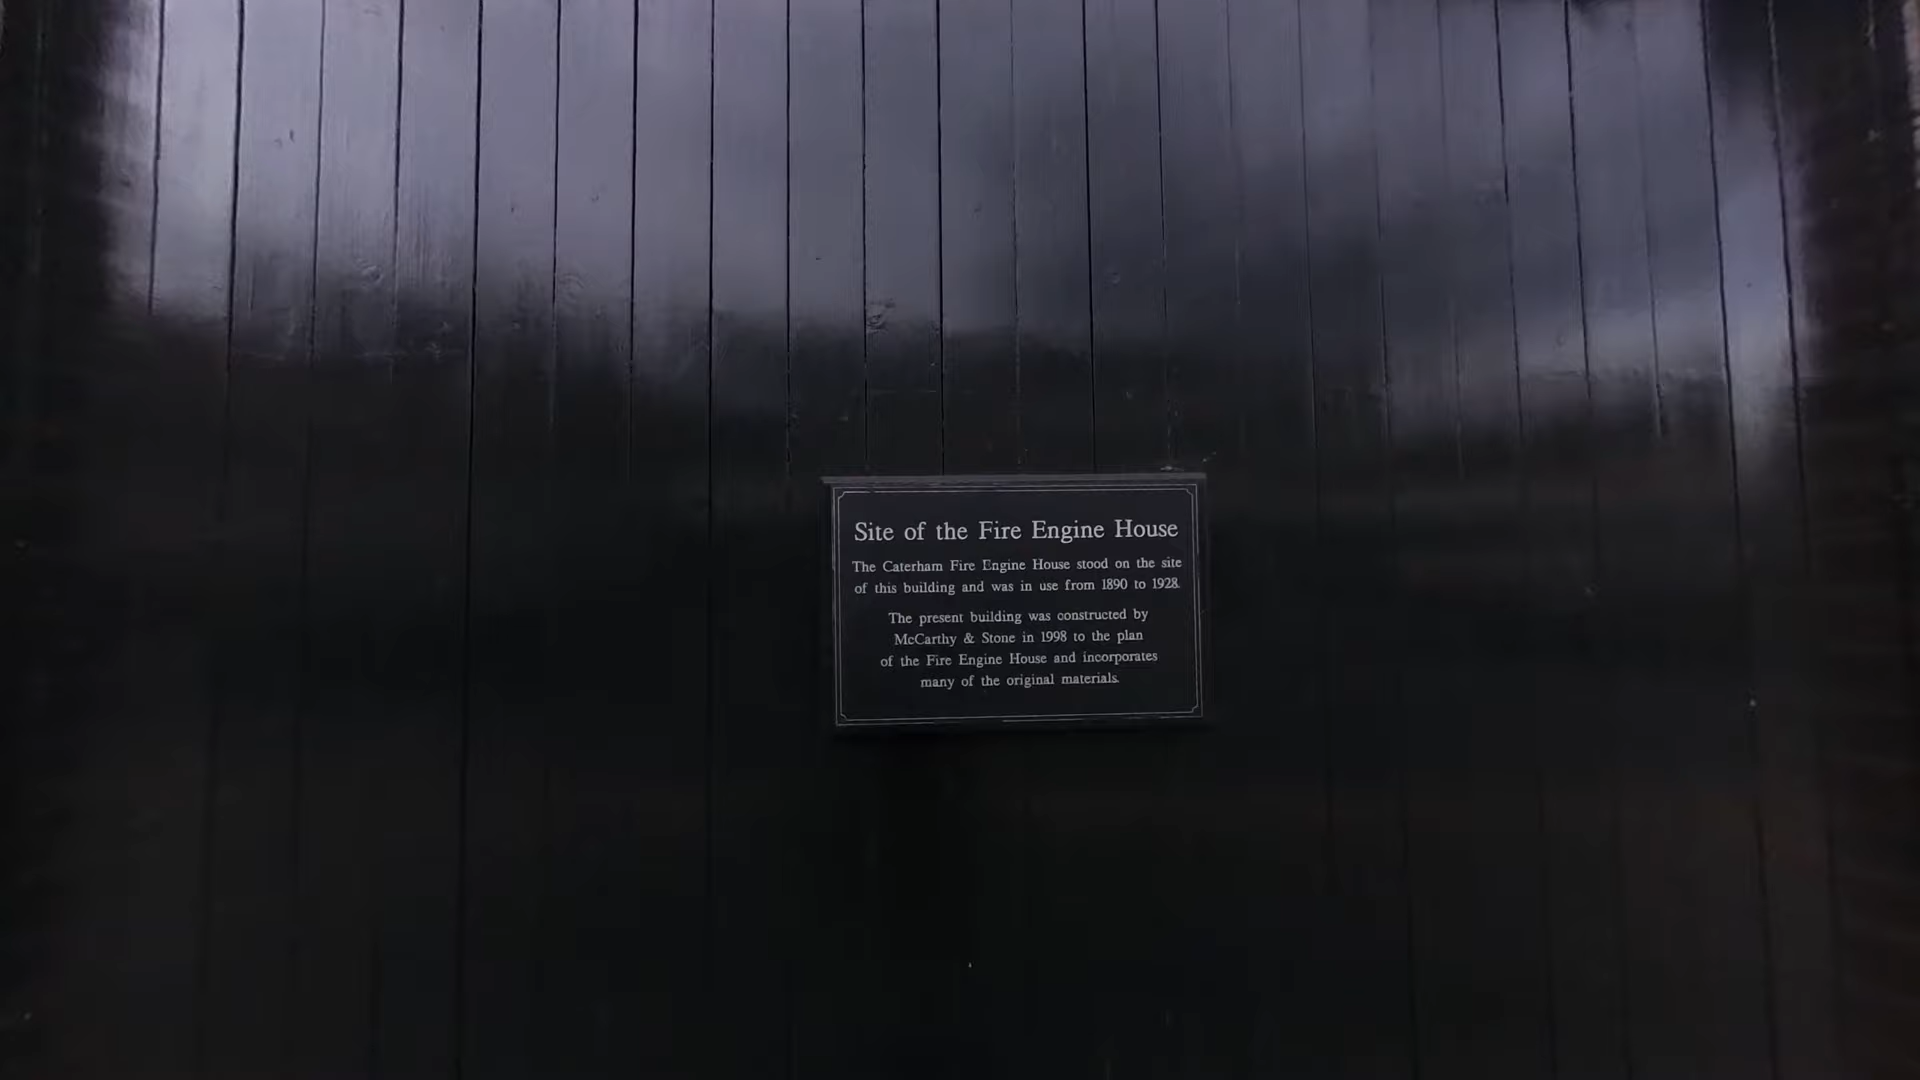 Site of the Fire Engine House
The Caterham Fire Engine House stood on the site
of this building and was in use from 1890 to 1928.
The present building was constructed by
McCarthy & Stone in 1998 to the plan
of the Fire Engine House and incorporates
many of the original materials.